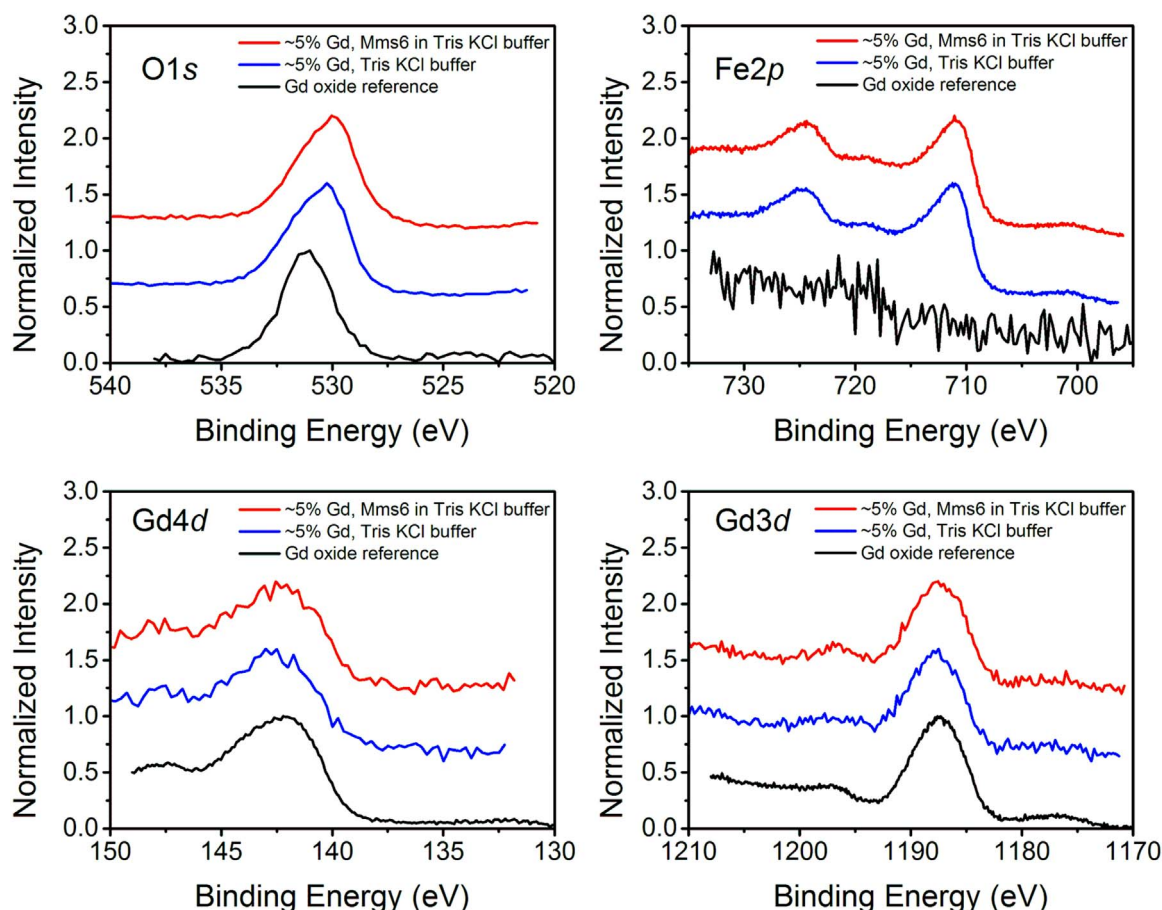 O1s
~5% Gd, Mms6 in Tris KCl buffer
~5% Gd, Tris KCl buffer
Gd oxide reference
Normalized Intensity
3.0
2.5
2.0
1.5
1.0
0.5
0.0
540 535 530 525 520
Binding Energy (eV)
Fe2p
~5% Gd, Mms6 in Tris KCl buffer
~5% Gd, Tris KCl buffer
Gd oxide reference
Normalized Intensity
3.0
2.5
2.0
1.5
1.0
0.5
0.0
730 720 710 700
Binding Energy (eV)
Gd4d
~5% Gd, Mms6 in Tris KCl buffer
~5% Gd, Tris KCl buffer
Gd oxide reference
Normalized Intensity
3.0
2.5
2.0
1.5
1.0
0.5
0.0
150 145 140 135 130
Binding Energy (eV)
Gd3d
~5% Gd, Mms6 in Tris KCl buffer
~5% Gd, Tris KCl buffer
Gd oxide reference
Normalized Intensity
3.0
2.5
2.0
1.5
1.0
0.5
0.0
1210 1200 1190 1180 1170
Binding Energy (eV)